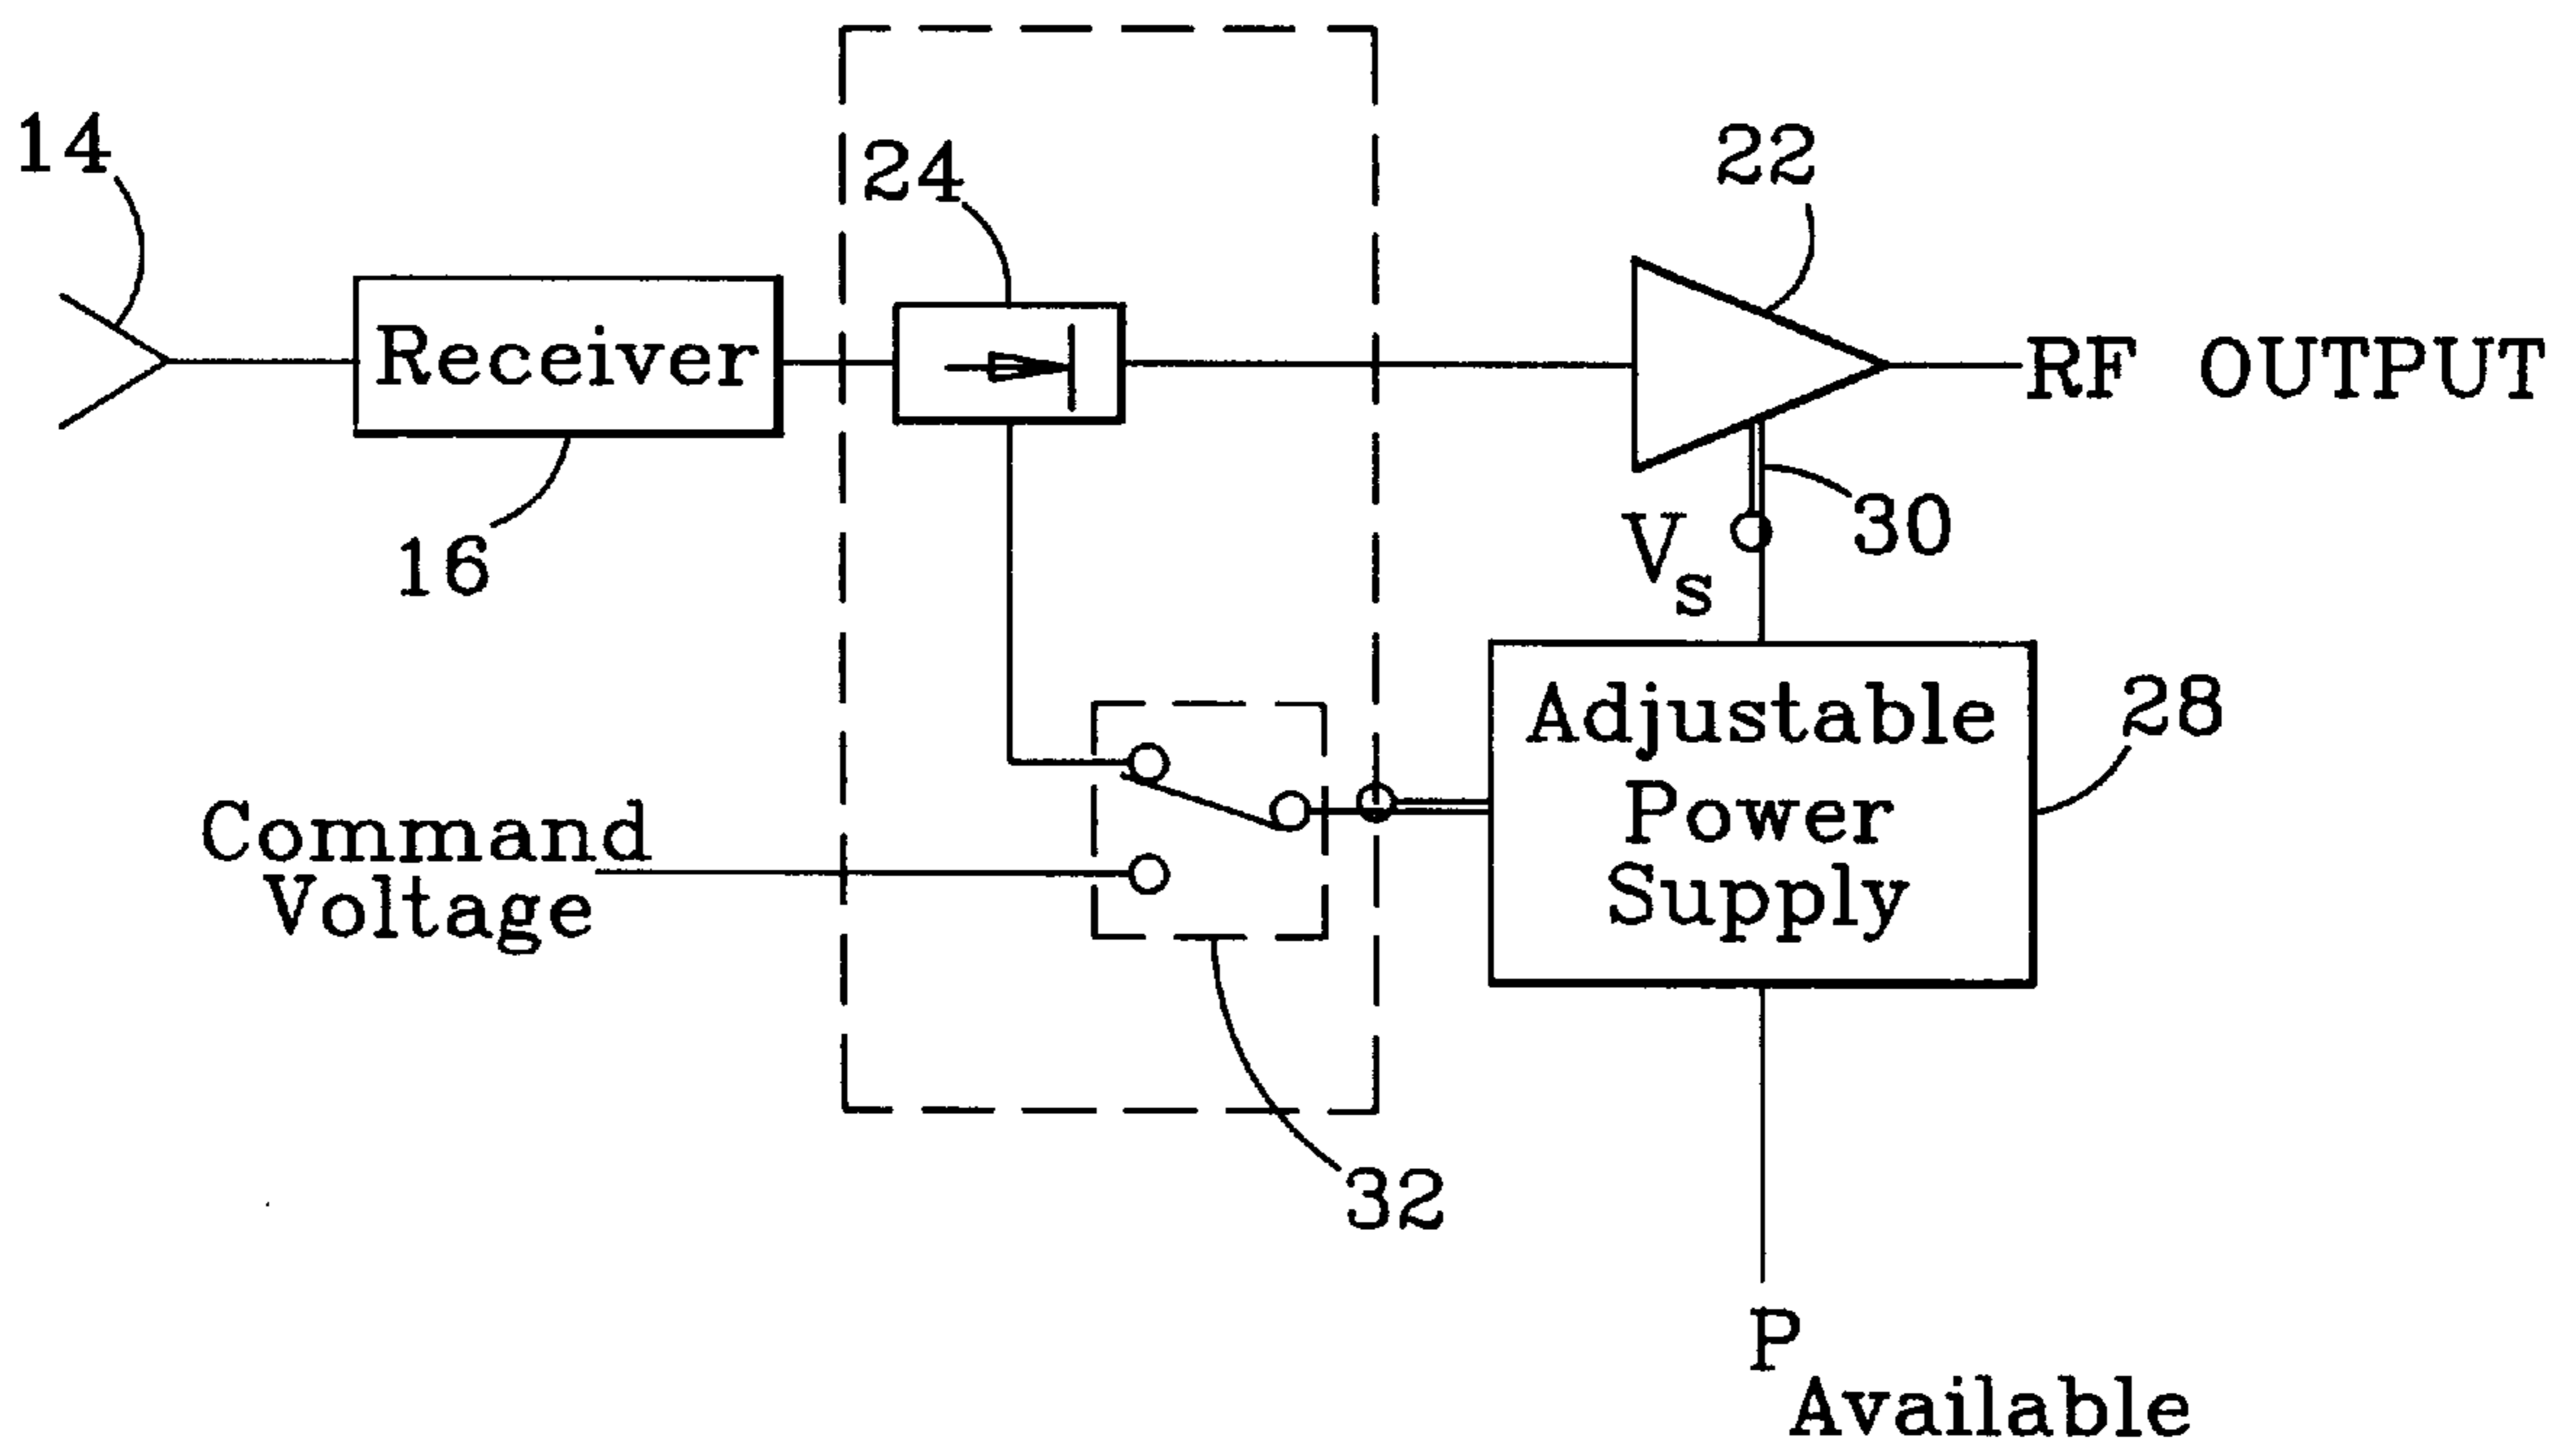 14
24
22
Receiver
RF OUTPUT
16
30
Vs
Adjustable
Power
Supply
28
Command
Voltage
32
P
Available